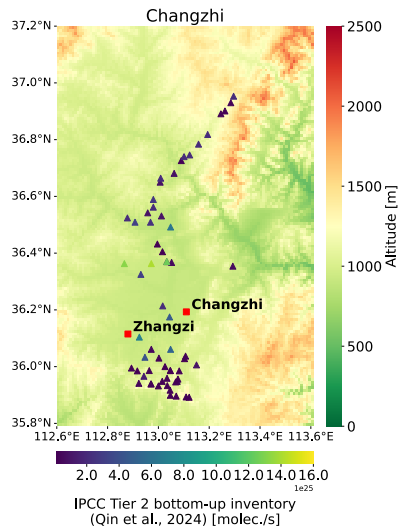 Changzhi
37.2°N
37.0°N
36.8°N
36.6°N
36.4°N
36.2°N
36.0°N
35.8°N
112.6°E
112.8°E
113.0°E
113.2°E
113.4°E
113.6°E
Changzhi
Zhangzi
2500
2000
1500
1000
500
0
Altitude [m]
2.0 4.0 6.0 8.0 10.0 12.0 14.0 16.0
1e25
IPCC Tier 2 bottom-up inventory
(Qin et al., 2024) [molec./s]